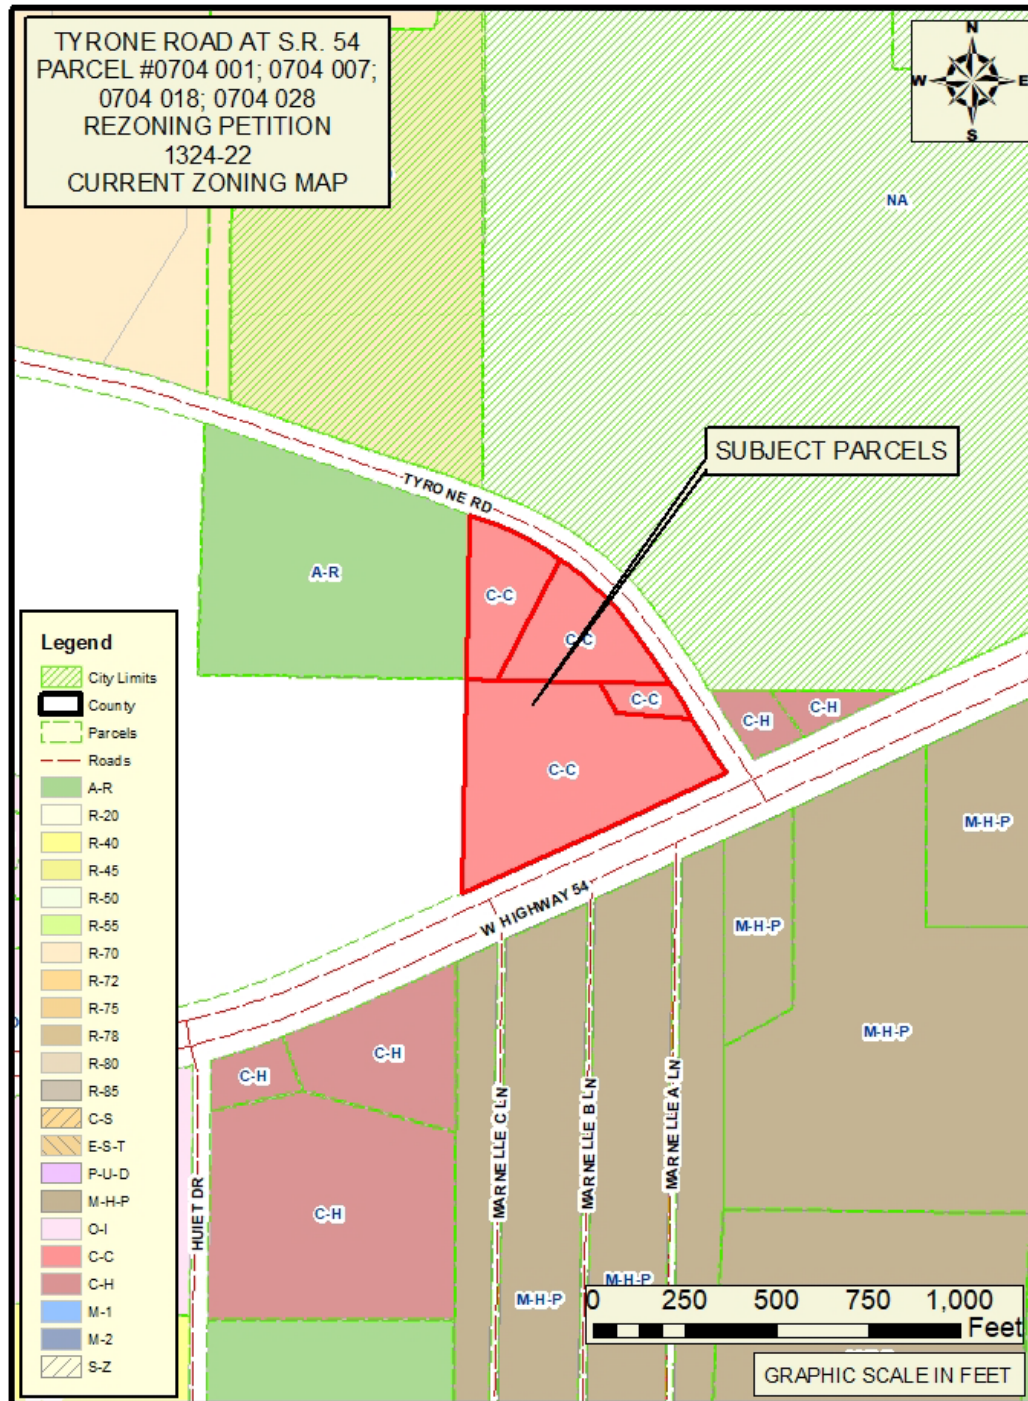 TYRONE ROAD AT S.R. 54
PARCEL #0704 001; 0704 007;
0704 018; 0704 028
REZONING PETITION
1324-22
CURRENT ZONING MAP
N
W
E
S
NA
SUBJECT PARCELS
TYRONE RD
A-R
C-C
C-C
C-C
C-C
C-H
C-H
M-H-P
M-H-P
M-H-P
W HIGHWAY 54
C-H
C-H
C-H
HUIET DR
MARNELLE C LN
MARNELLE B LN
MARNELLE A LN
M-H-P
M-H-P
Legend
City Limits
County
Parcels
Roads
A-R
R-20
R-40
R-45
R-50
R-55
R-70
R-72
R-75
R-78
R-80
R-85
C-S
E-S-T
P-U-D
M-H-P
O-I
C-C
C-H
M-1
M-2
S-Z
0 250 500 750 1,000
Feet
GRAPHIC SCALE IN FEET